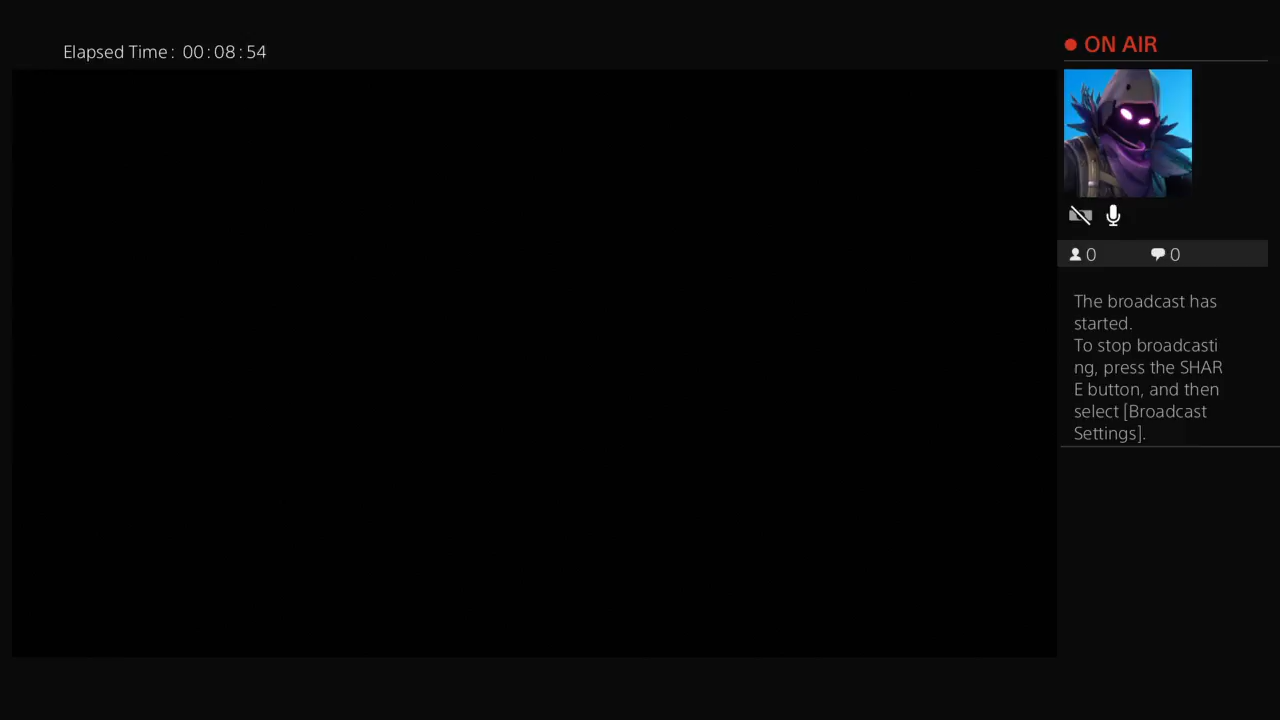 Elapsed Time: 00:08:54
ON AIR
0 0
The broadcast has
started.
To stop broadcasti
ng, press the SHAR
E button, and then
select [Broadcast
Settings].